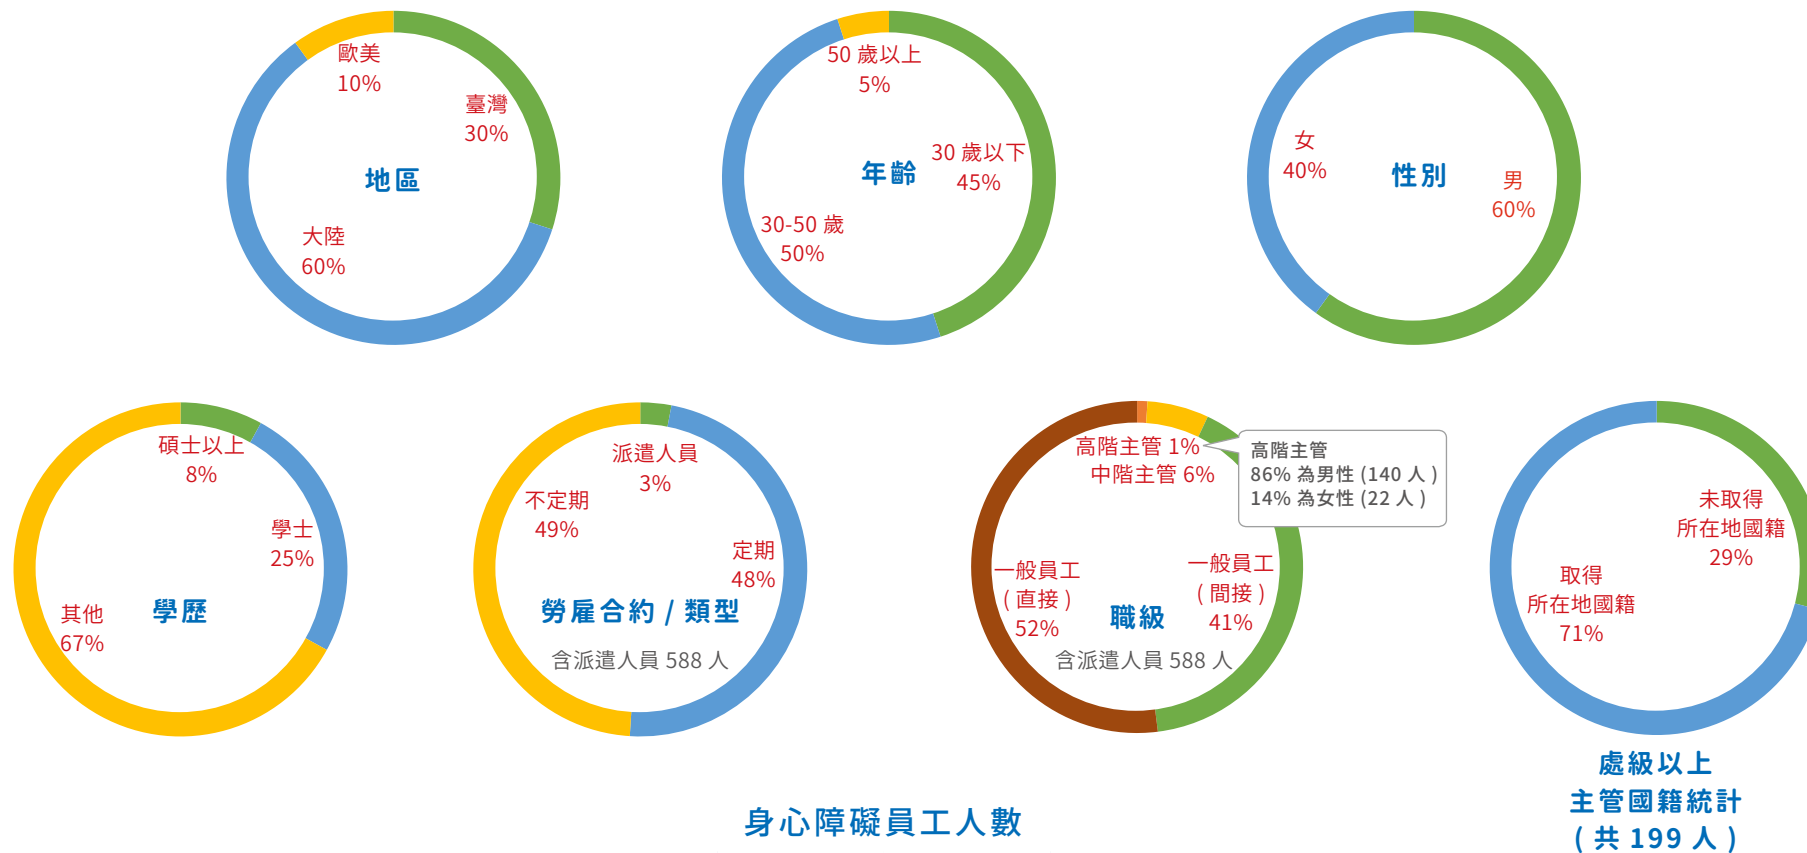 歐美
10%
臺灣
30%
地區
大陸
60%
50 歲以上
5%
30 歲以下
45%
年齡
30-50 歲
50%
女
40%
性別
男
60%
碩士以上
8%
學士
25%
學歷
其他
67%
派遣人員
3%
不定期
49%
定期
48%
勞雇合約 / 類型
含派遣人員 588 人
高階主管 1%
中階主管 6%
高階主管
86% 為男性 (140 人 )
14% 為女性 (22 人 )
一般員工
( 直接 )
52%
一般員工
( 間接 )
41%
職級
含派遣人員 588 人
未取得
所在地國籍
29%
取得
所在地國籍
71%
處級以上
主管國籍統計
( 共 199 人 )
身心障礙員工人數